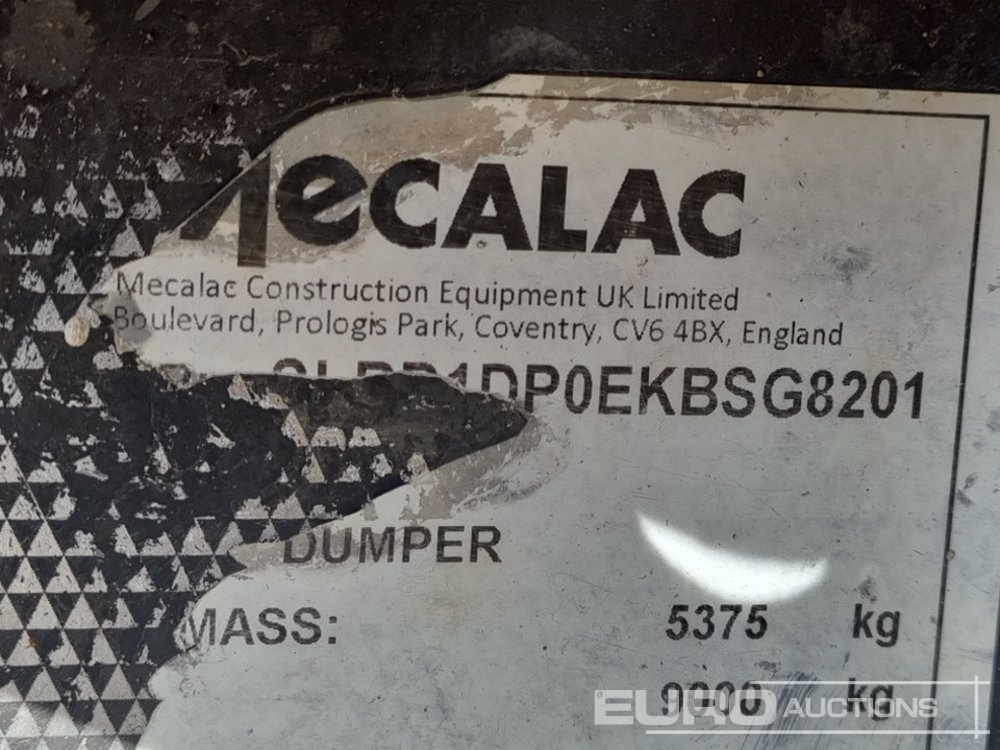 MECALAC
Mecalac Construction Equipment UK Limited
Boulevard, Prologis Park, Coventry, CV6 4BX, England
DUMPER
MASS:
5375 kg
9000 kg
EURO AUCTIONS